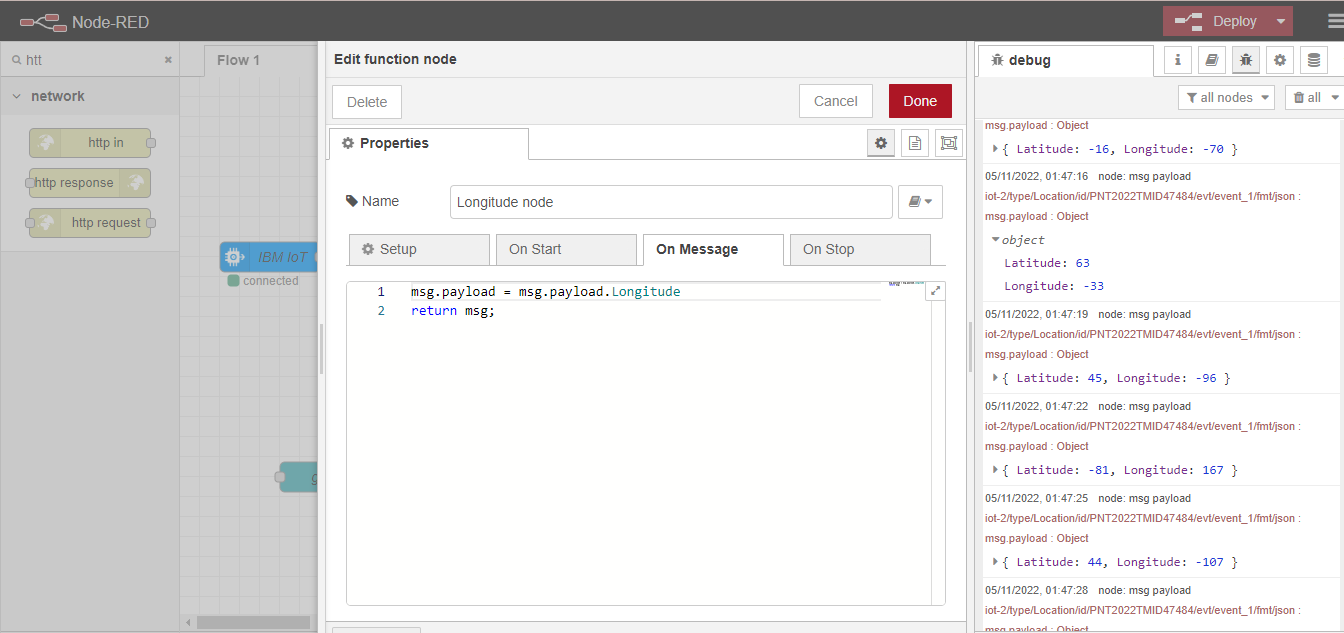 Node-RED
Deploy
htt
network
http in
http response
http request
Flow 1
IBM IoT
connected
g
Edit function node
Delete
Cancel
Done
Properties
Name
Longitude node
Setup
On Start
On Message
On Stop
1 msg.payload = msg.payload.Longitude
2 return msg;
debug
i
all nodes
all
msg.payload : Object
{ Latitude: -16, Longitude: -70 }
05/11/2022, 01:47:16 node: msg payload
iot-2/type/Location/id/PNT2022TMID47484/evt/event_1/fmt/json :
msg.payload : Object
object
Latitude: 63
Longitude: -33
05/11/2022, 01:47:19 node: msg payload
iot-2/type/Location/id/PNT2022TMID47484/evt/event_1/fmt/json :
msg.payload : Object
{ Latitude: 45, Longitude: -96 }
05/11/2022, 01:47:22 node: msg payload
iot-2/type/Location/id/PNT2022TMID47484/evt/event_1/fmt/json :
msg.payload : Object
{ Latitude: -81, Longitude: 167 }
05/11/2022, 01:47:25 node: msg payload
iot-2/type/Location/id/PNT2022TMID47484/evt/event_1/fmt/json :
msg.payload : Object
{ Latitude: 44, Longitude: -107 }
05/11/2022, 01:47:28 node: msg payload
iot-2/type/Location/id/PNT2022TMID47484/evt/event_1/fmt/json :
msg.payload : Object